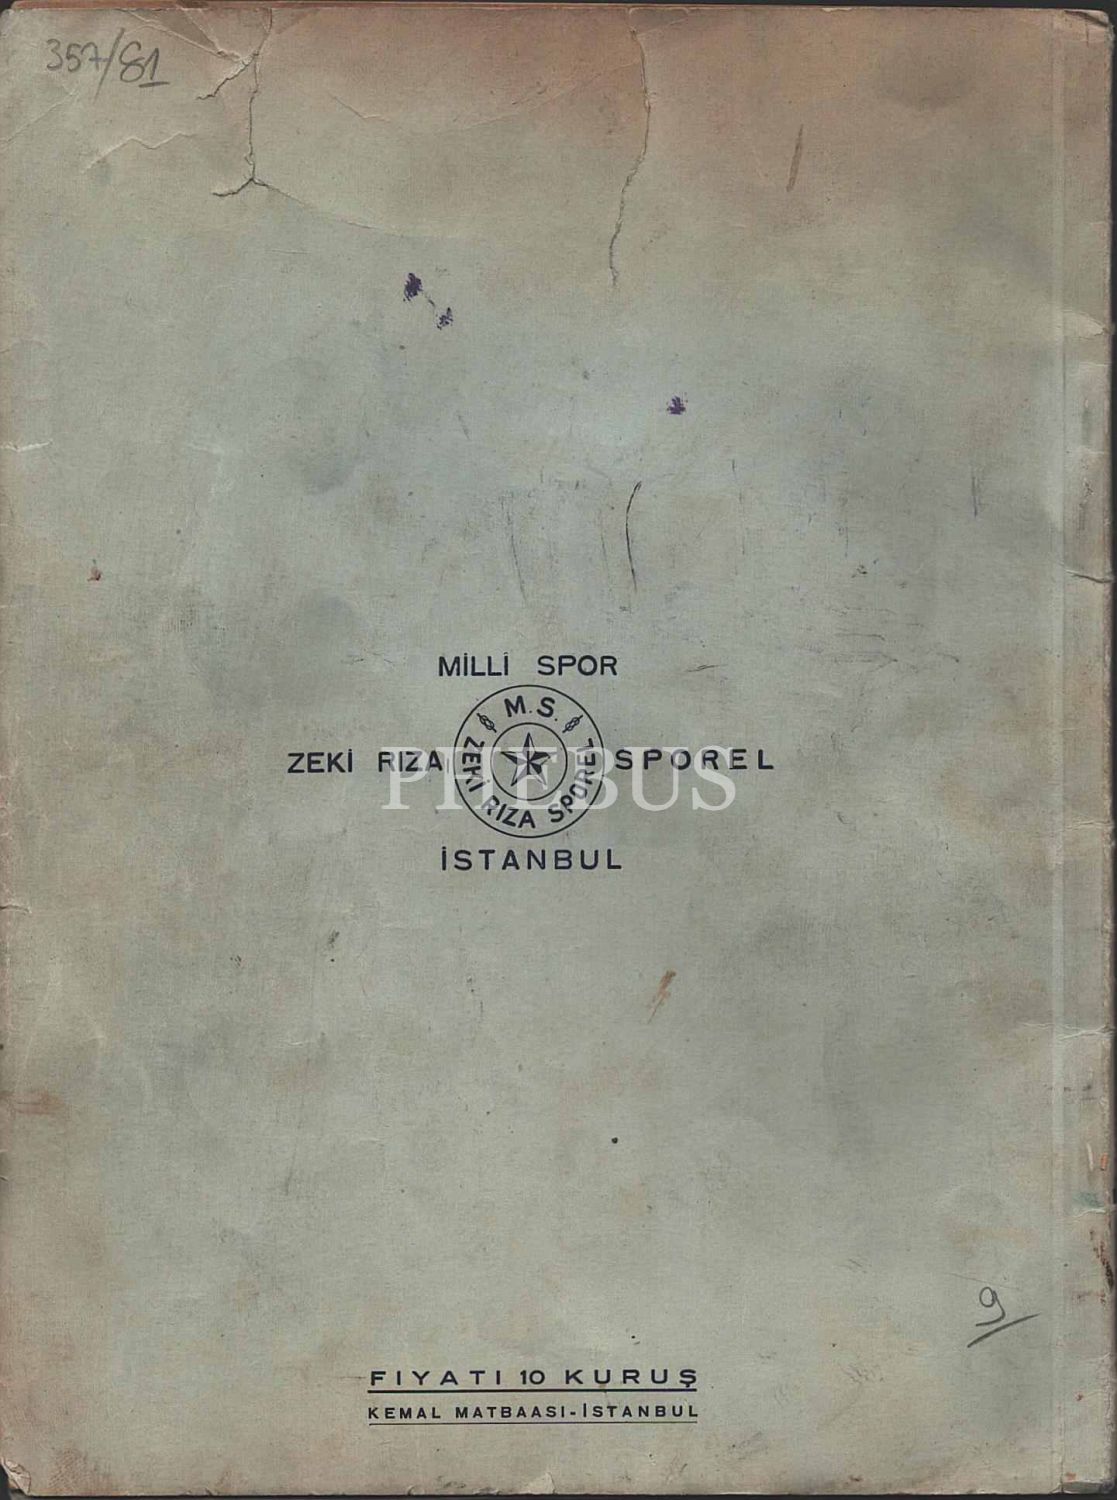 357/81
MİLLİ SPOR
M.S.
ZEKİ RIZA SPOREL
ZEKİ RIZA SPOREL
PHEBUS
İSTANBUL
9
FIYATI 10 KURUŞ
KEMAL MATBAASI-İSTANBUL